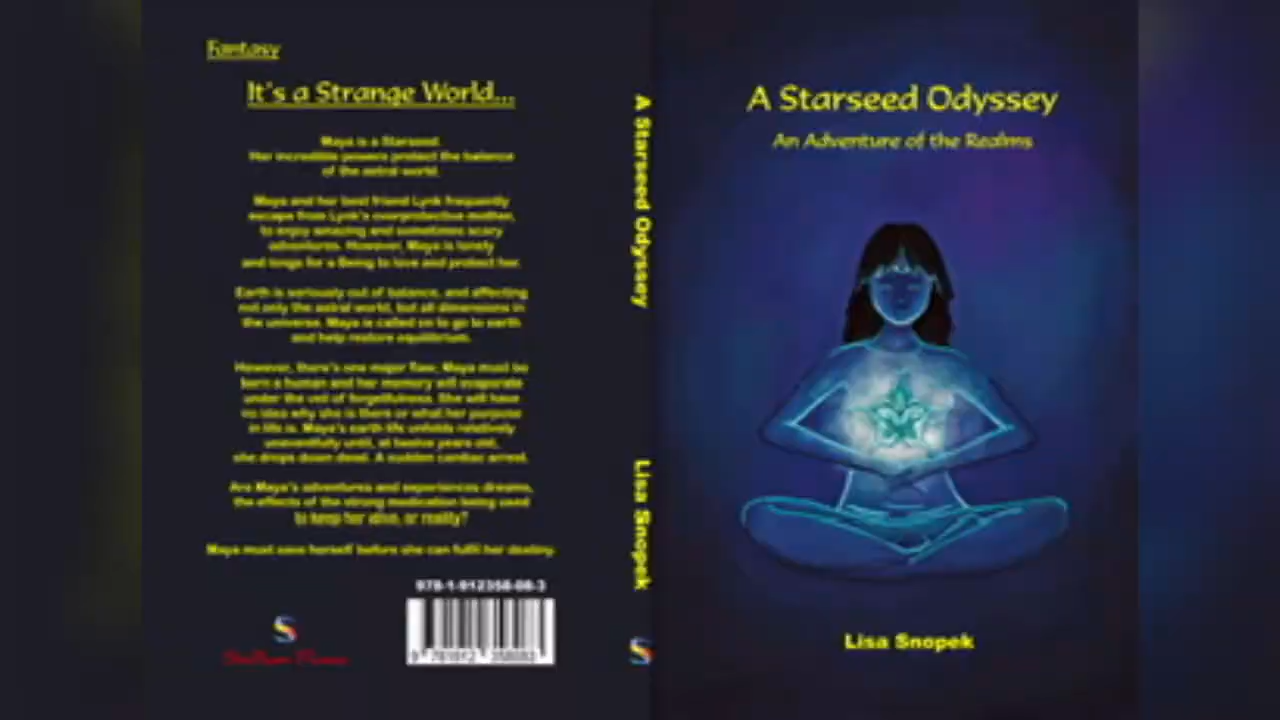 Fantasy
It's a Strange World...
Maya is a Starseed.
Her incredible powers protect the balance
of the astral world.
Maya and her best friend Lynk frequently
escape from Lynk's overprotective mother,
to enjoy amazing and sometimes scary
adventures. However, Maya is lonely
and longs for a Being to love and protect her.
Earth is seriously out of balance, and affecting
not only the astral world, but all dimensions in
the universe. Maya is called on to go to earth
and help restore equilibrium.
However, there's one major flaw; Maya must be
born a human and her memory will evaporate
under the veil of forgetfulness. She will have
no idea why she is there or what her purpose
in life is. Maya's earth life unfolds relatively
uneventfully until, at twelve years old,
she drops down dead. A sudden cardiac arrest.
Are Maya's adventures and experiences dreams,
the effects of the strong medication being used
to keep her alive, or reality?
Maya must save herself before she can fulfil her destiny.
978-1-912358-08-3
A Starseed Odyssey
Lisa Snopek
S
A Starseed Odyssey
An Adventure of the Realms
Lisa Snopek